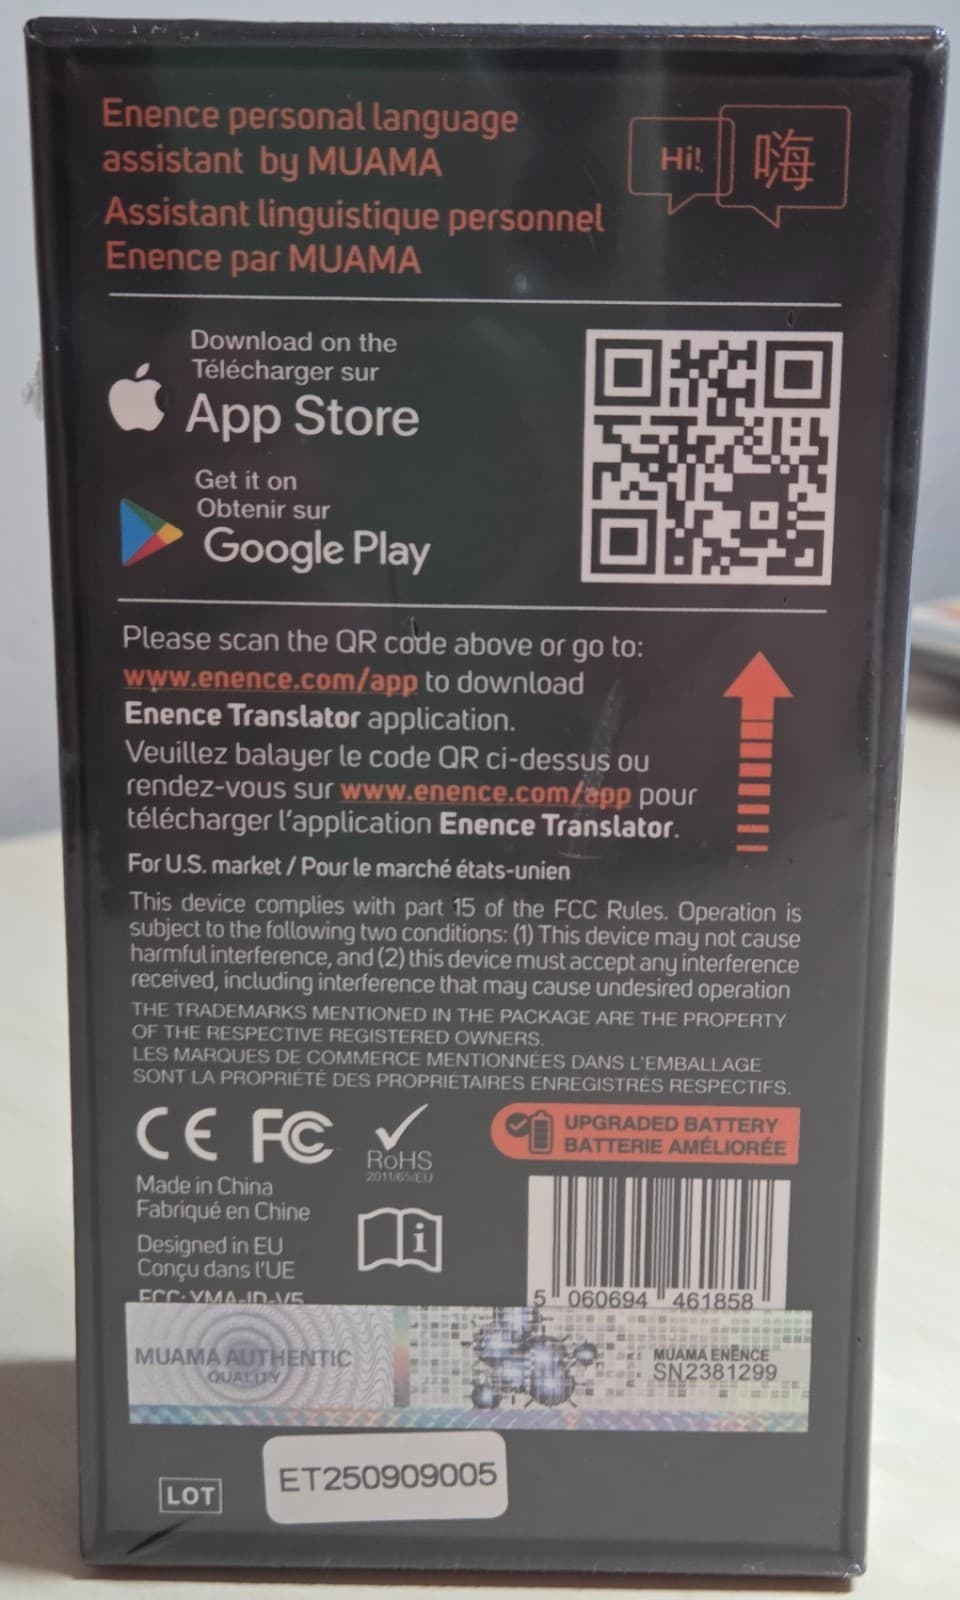 Enence personal language
assistant by MUAMA
Hi!
嗨
Assistant linguistique personnel
Enence par MUAMA
Download on the
Télécharger sur
App Store
Get it on
Obtenir sur
Google Play
Please scan the QR code above or go to:
www.enence.com/app to download
Enence Translator application.
Veuillez balayer le code QR ci-dessus ou
rendez-vous sur www.enence.com/app pour
télécharger l'application Enence Translator.
For U.S. market / Pour le marché états-unien
This device complies with part 15 of the FCC Rules. Operation is
subject to the following two conditions: (1) This device may not cause
harmful interference, and (2) this device must accept any interference
received, including interference that may cause undesired operation
THE TRADEMARKS MENTIONED IN THE PACKAGE ARE THE PROPERTY
OF THE RESPECTIVE REGISTERED OWNERS.
LES MARQUES DE COMMERCE MENTIONNÉES DANS L'EMBALLAGE
SONT LA PROPRIÉTÉ DES PROPRIÉTAIRES ENREGISTRÉS RESPECTIFS.
CE FC
RoHS
2011/65/EU
UPGRADED BATTERY
BATTERIE AMÉLIORÉE
Made in China
Fabriqué en Chine
Designed in EU
Conçu dans l'UE
i
FCC: YMA-ID-V5
5 060694 461858
MUAMA AUTHENTIC
QUALITY
MUAMA ENENCE
SN2381299
LOT
ET250909005